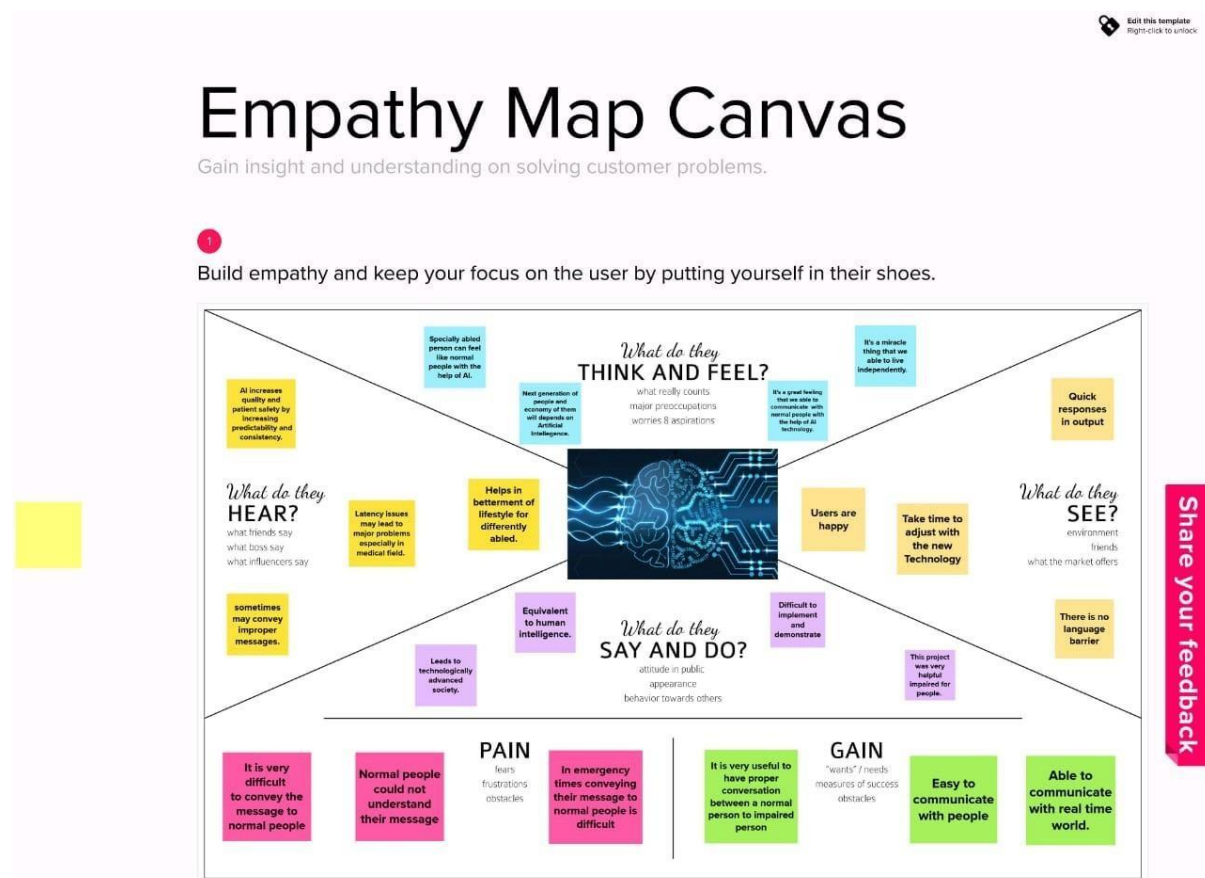 Edit this template
Right-click to unlock
Empathy Map Canvas
Gain insight and understanding on solving customer problems.
1
Build empathy and keep your focus on the user by putting yourself in their shoes.
Specially abled
person can feel
like normal
people with the
help of AI.
Next generation of
people and
economy of them
will depends on
Artificial
Intellegence.
What do they
THINK AND FEEL?
what really counts
major preoccupations
worries & aspirations
It's a great feeling
that we able to
communicate with
normal people with
the help of AI
technology.
It's a miracle
thing that we
able to live
independently.
AI increases
quality and
patient safety by
increasing
predictability and
consistency.
What do they
HEAR?
what friends say
what boss say
what influencers say
Latency issues
may lead to
major problems
especially in
medical field.
Helps in
betterment of
lifestyle for
differently
abled.
sometimes
may convey
improper
messages.
Users are
happy
Take time to
adjust with
the new
Technology
Quick
responses
in output
What do they
SEE?
environment
friends
what the market offers
There is no
language
barrier
Leads to
technologically
advanced
society.
Equivalent
to human
intelligence.
What do they
SAY AND DO?
attitude in public
appearance
behavior towards others
Difficult to
implement
and
demonstrate
This project
was very
helpful
impaired for
people.
It is very
difficult
to convey the
message to
normal people
Normal people
could not
understand
their message
PAIN
fears
frustrations
obstacles
In emergency
times conveying
their message to
normal people is
difficult
It is very useful to
have proper
conversation
between a normal
person to impaired
person
GAIN
"wants" / needs
measures of success
obstacles
Easy to
communicate
with people
Able to
communicate
with real time
world.
Share your feedback